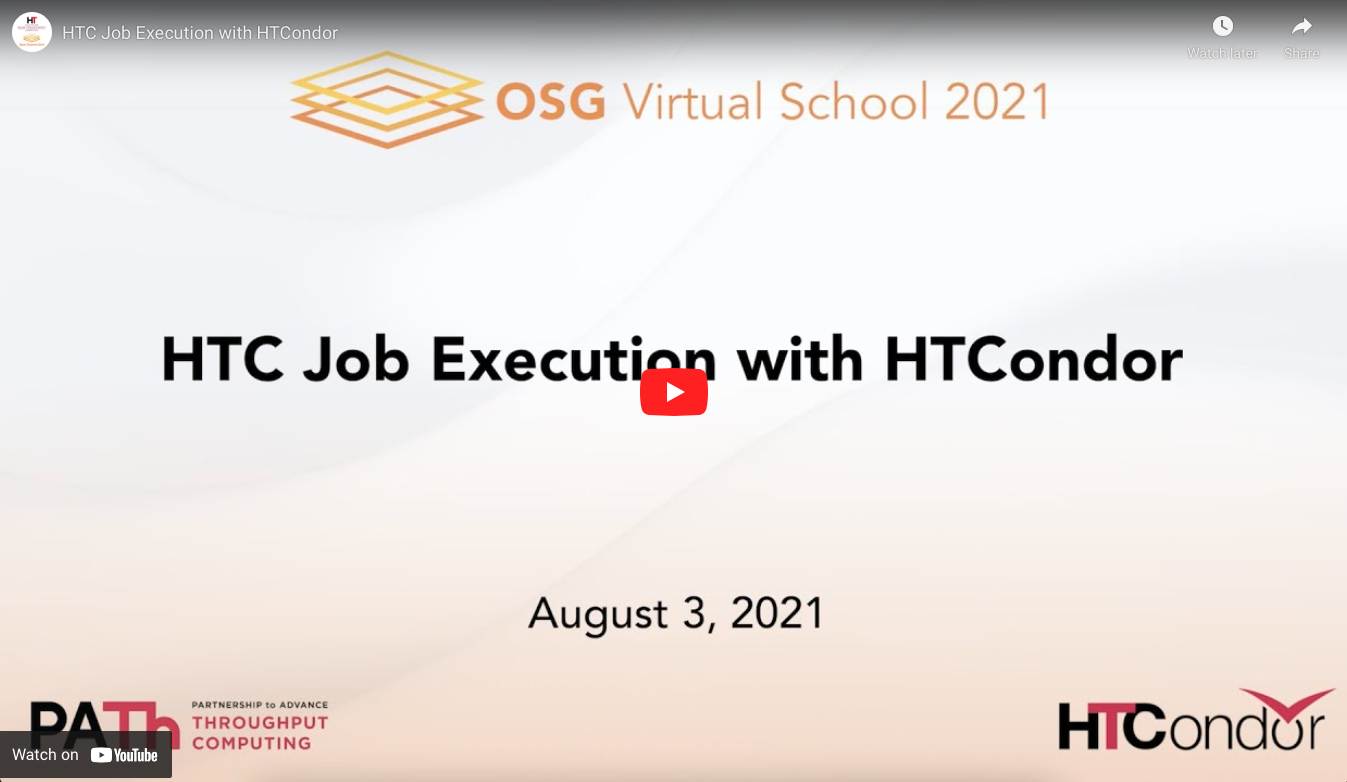 HTC Job Execution with HTCondor
Watch later
Share
OSG Virtual School 2021
HTC Job Execution with HTCondor
August 3, 2021
PATh
PARTNERSHIP to ADVANCE
THROUGHPUT
COMPUTING
HTCondor
Watch on YouTube